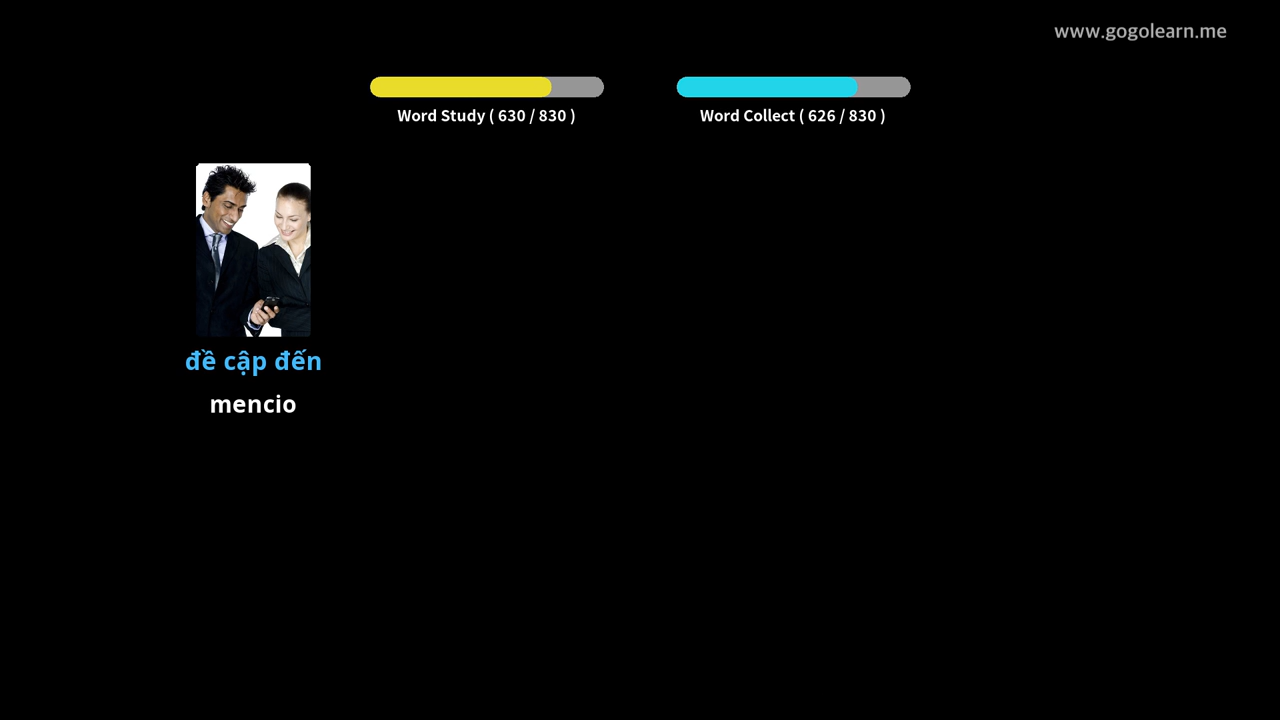 www.gogolearn.me
Word Study ( 630 / 830 )
Word Collect ( 626 / 830 )
đề cập đến
mencio